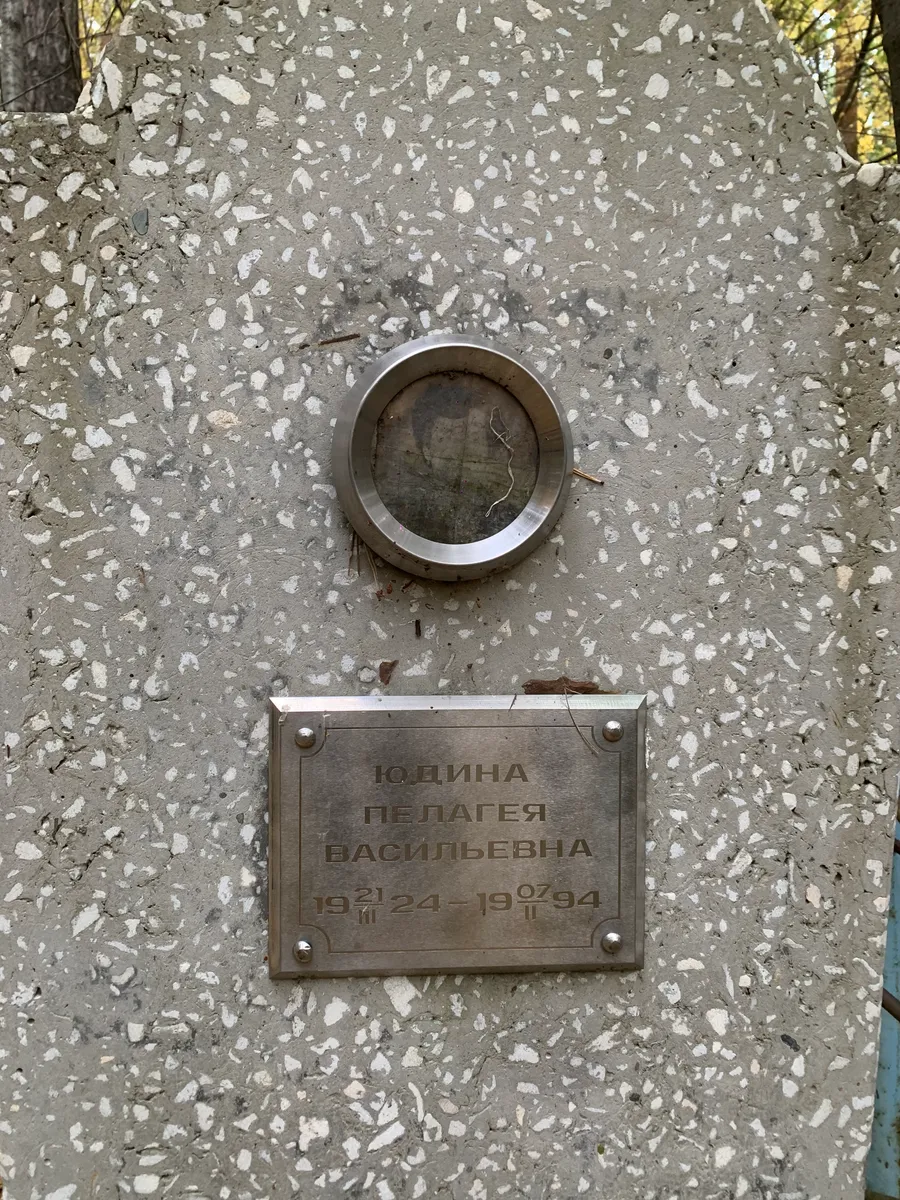 ЮДИНА
ПЕЛАГЕЯ
ВАСИЛЬЕВНА
19 21/III 24 – 19 07/II 94